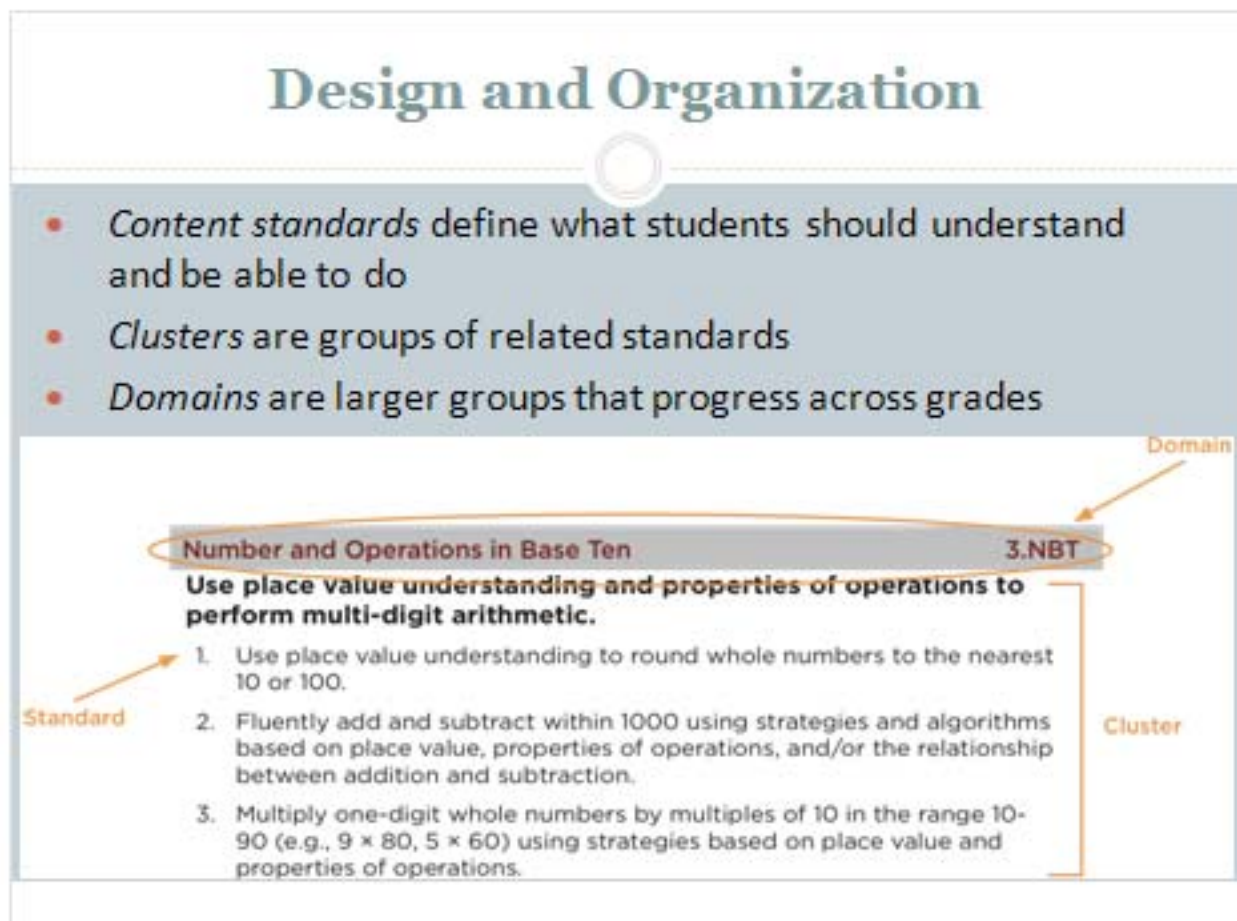 Design and Organization
• Content standards define what students should understand
and be able to do
• Clusters are groups of related standards
• Domains are larger groups that progress across grades
Domain
Number and Operations in Base Ten 3.NBT
Use place value understanding and properties of operations to
perform multi-digit arithmetic.
1. Use place value understanding to round whole numbers to the nearest
10 or 100.
Standard
2. Fluently add and subtract within 1000 using strategies and algorithms
based on place value, properties of operations, and/or the relationship
between addition and subtraction.
Cluster
3. Multiply one-digit whole numbers by multiples of 10 in the range 10-
90 (e.g., 9 × 80, 5 × 60) using strategies based on place value and
properties of operations.